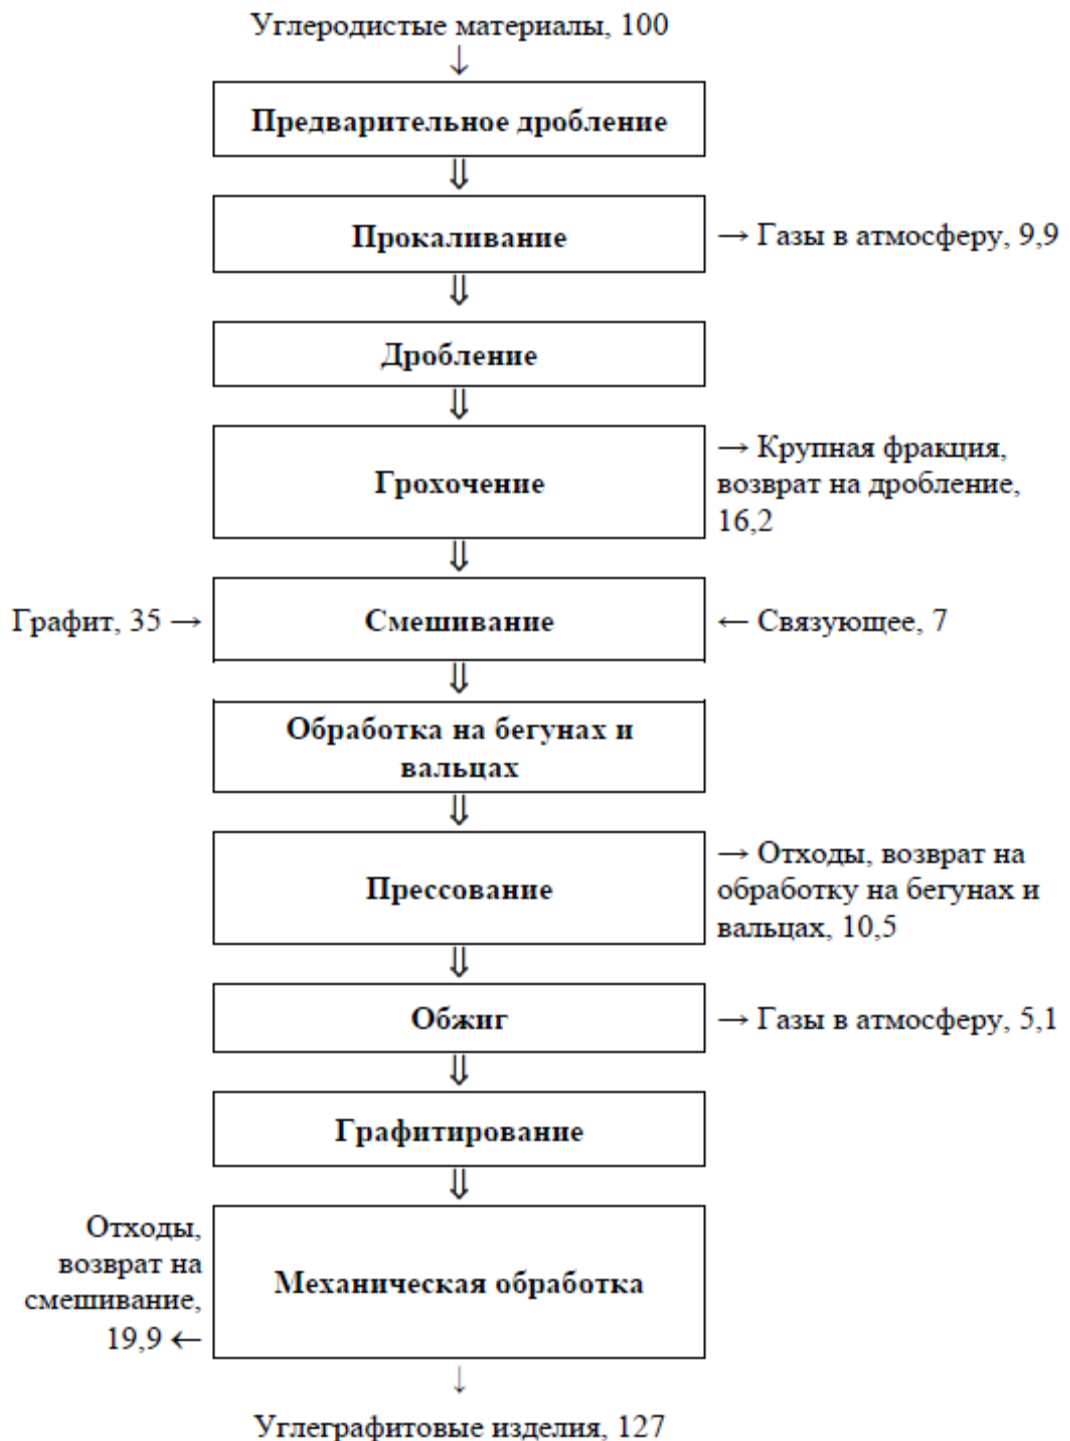 Углеродистые материалы, 100
↓
Предварительное дробление
⇓
Прокаливание
→ Газы в атмосферу, 9,9
⇓
Дробление
⇓
Грохочение
→ Крупная фракция,
возврат на дробление,
16,2
⇓
Графит, 35 →
Смешивание
← Связующее, 7
⇓
Обработка на бегунах и
вальцах
⇓
Прессование
→ Отходы, возврат на
обработку на бегунах и
вальцах, 10,5
⇓
Обжиг
→ Газы в атмосферу, 5,1
⇓
Графитирование
⇓
Отходы,
возврат на
смешивание,
19,9 ←
Механическая обработка
↓
Углеграфитовые изделия, 127